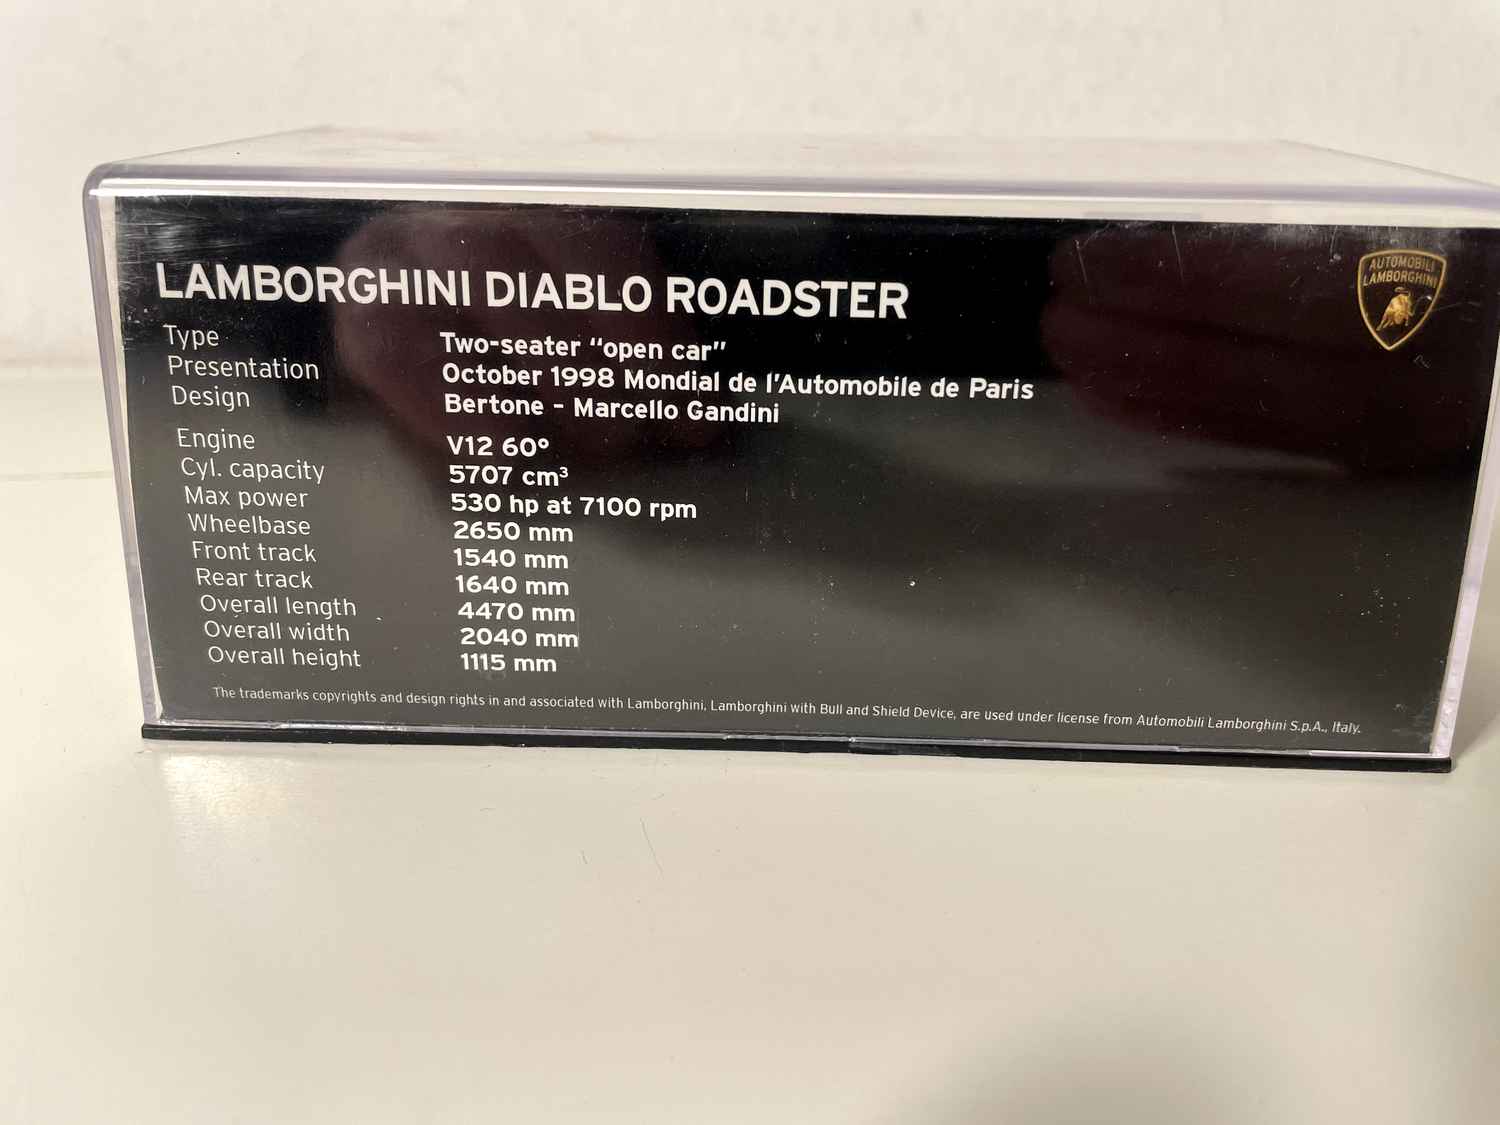 LAMBORGHINI DIABLO ROADSTER
AUTOMOBILI
LAMBORGHINI
Type Two-seater “open car”
Presentation October 1998 Mondial de l'Automobile de Paris
Design Bertone - Marcello Gandini
Engine V12 60°
Cyl. capacity 5707 cm³
Max power 530 hp at 7100 rpm
Wheelbase 2650 mm
Front track 1540 mm
Rear track 1640 mm
Overall length 4470 mm
Overall width 2040 mm
Overall height 1115 mm
The trademarks copyrights and design rights in and associated with Lamborghini, Lamborghini with Bull and Shield Device, are used under license from Automobili Lamborghini S.p.A., Italy.